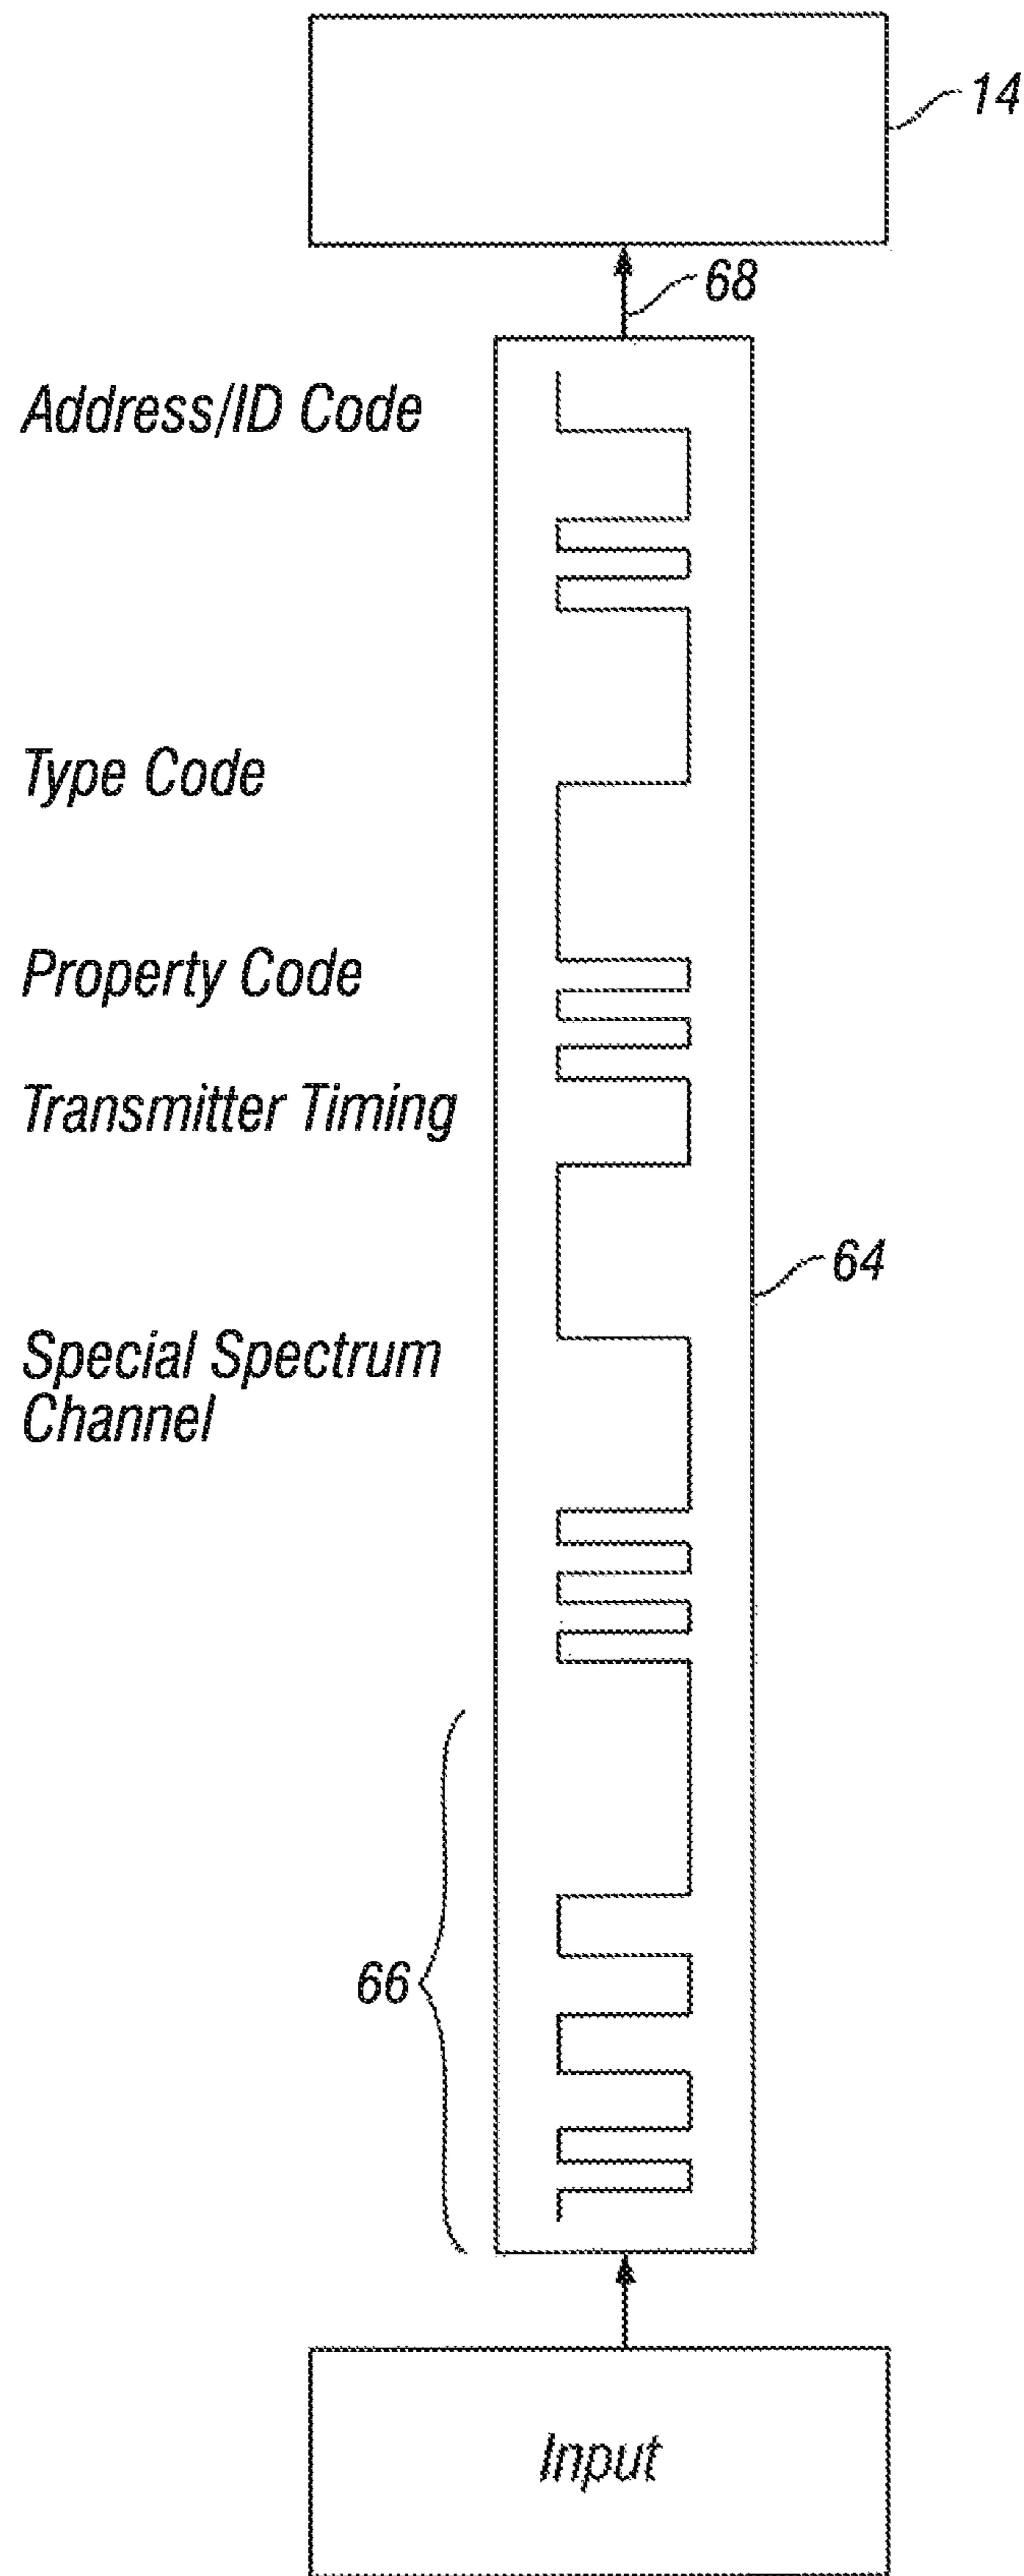 14
68
Address/ID Code
Type Code
Property Code
Transmitter Timing
64
Special Spectrum
Channel
66
Input